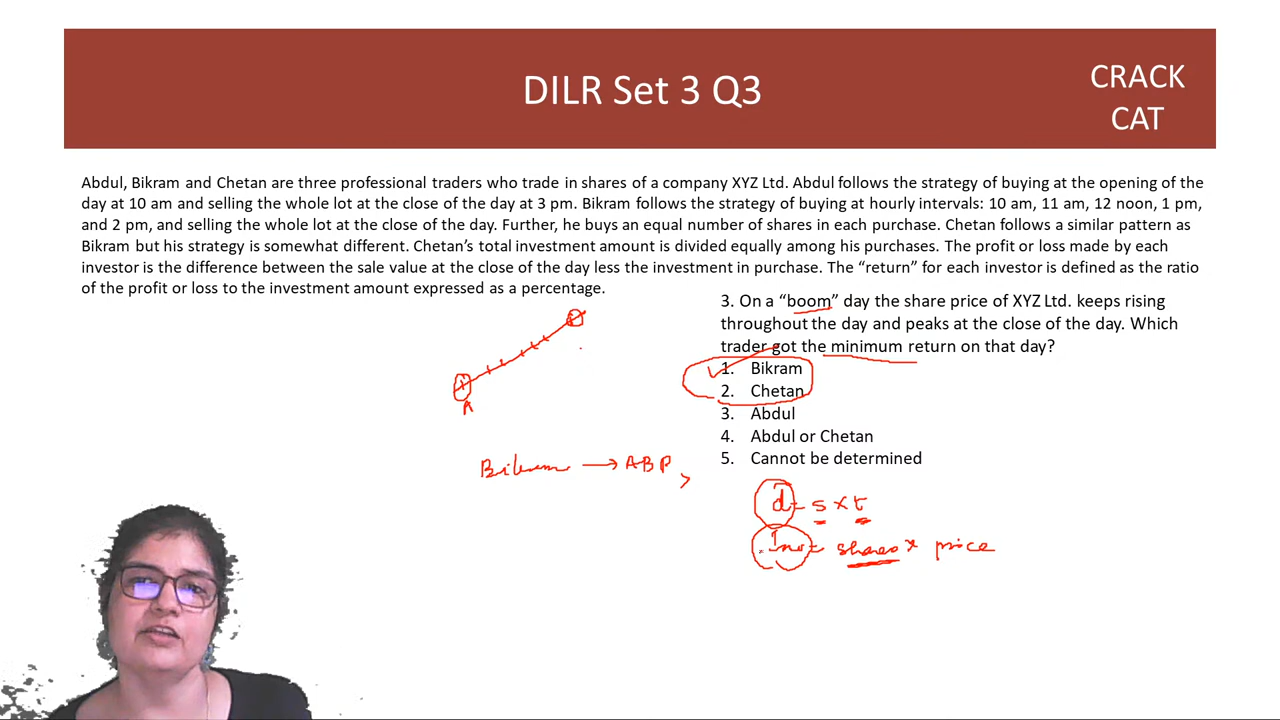 DILR Set 3 Q3
CRACK
CAT
Abdul, Bikram and Chetan are three professional traders who trade in shares of a company XYZ Ltd. Abdul follows the strategy of buying at the opening of the
day at 10 am and selling the whole lot at the close of the day at 3 pm. Bikram follows the strategy of buying at hourly intervals: 10 am, 11 am, 12 noon, 1 pm,
and 2 pm, and selling the whole lot at the close of the day. Further, he buys an equal number of shares in each purchase. Chetan follows a similar pattern as
Bikram but his strategy is somewhat different. Chetan’s total investment amount is divided equally among his purchases. The profit or loss made by each
investor is the difference between the sale value at the close of the day less the investment in purchase. The “return” for each investor is defined as the ratio
of the profit or loss to the investment amount expressed as a percentage.
3. On a “boom” day the share price of XYZ Ltd. keeps rising
throughout the day and peaks at the close of the day. Which
trader got the minimum return on that day?
1. Bikram
2. Chetan
3. Abdul
4. Abdul or Chetan
5. Cannot be determined
A
Bikram → ABP >
d = s x t
= shares x price